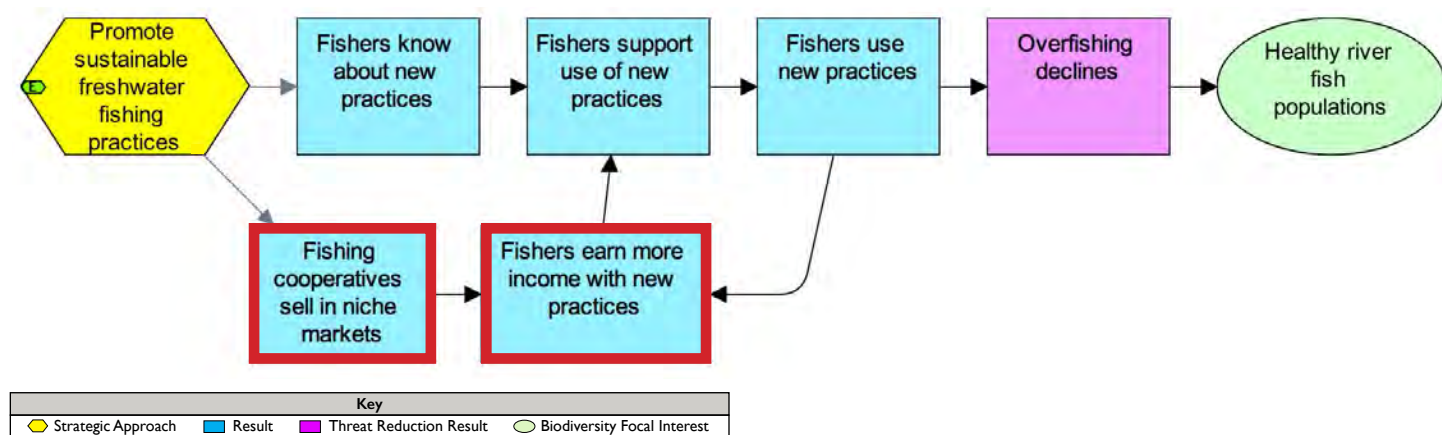 Promote
sustainable
freshwater
fishing
practices
E
Fishers know
about new
practices
Fishers support
use of new
practices
Fishers use
new practices
Overfishing
declines
Healthy river
fish
populations
Fishing
cooperatives
sell in niche
markets
Fishers earn more
income with new
practices
Key
Strategic Approach Result Threat Reduction Result Biodiversity Focal Interest